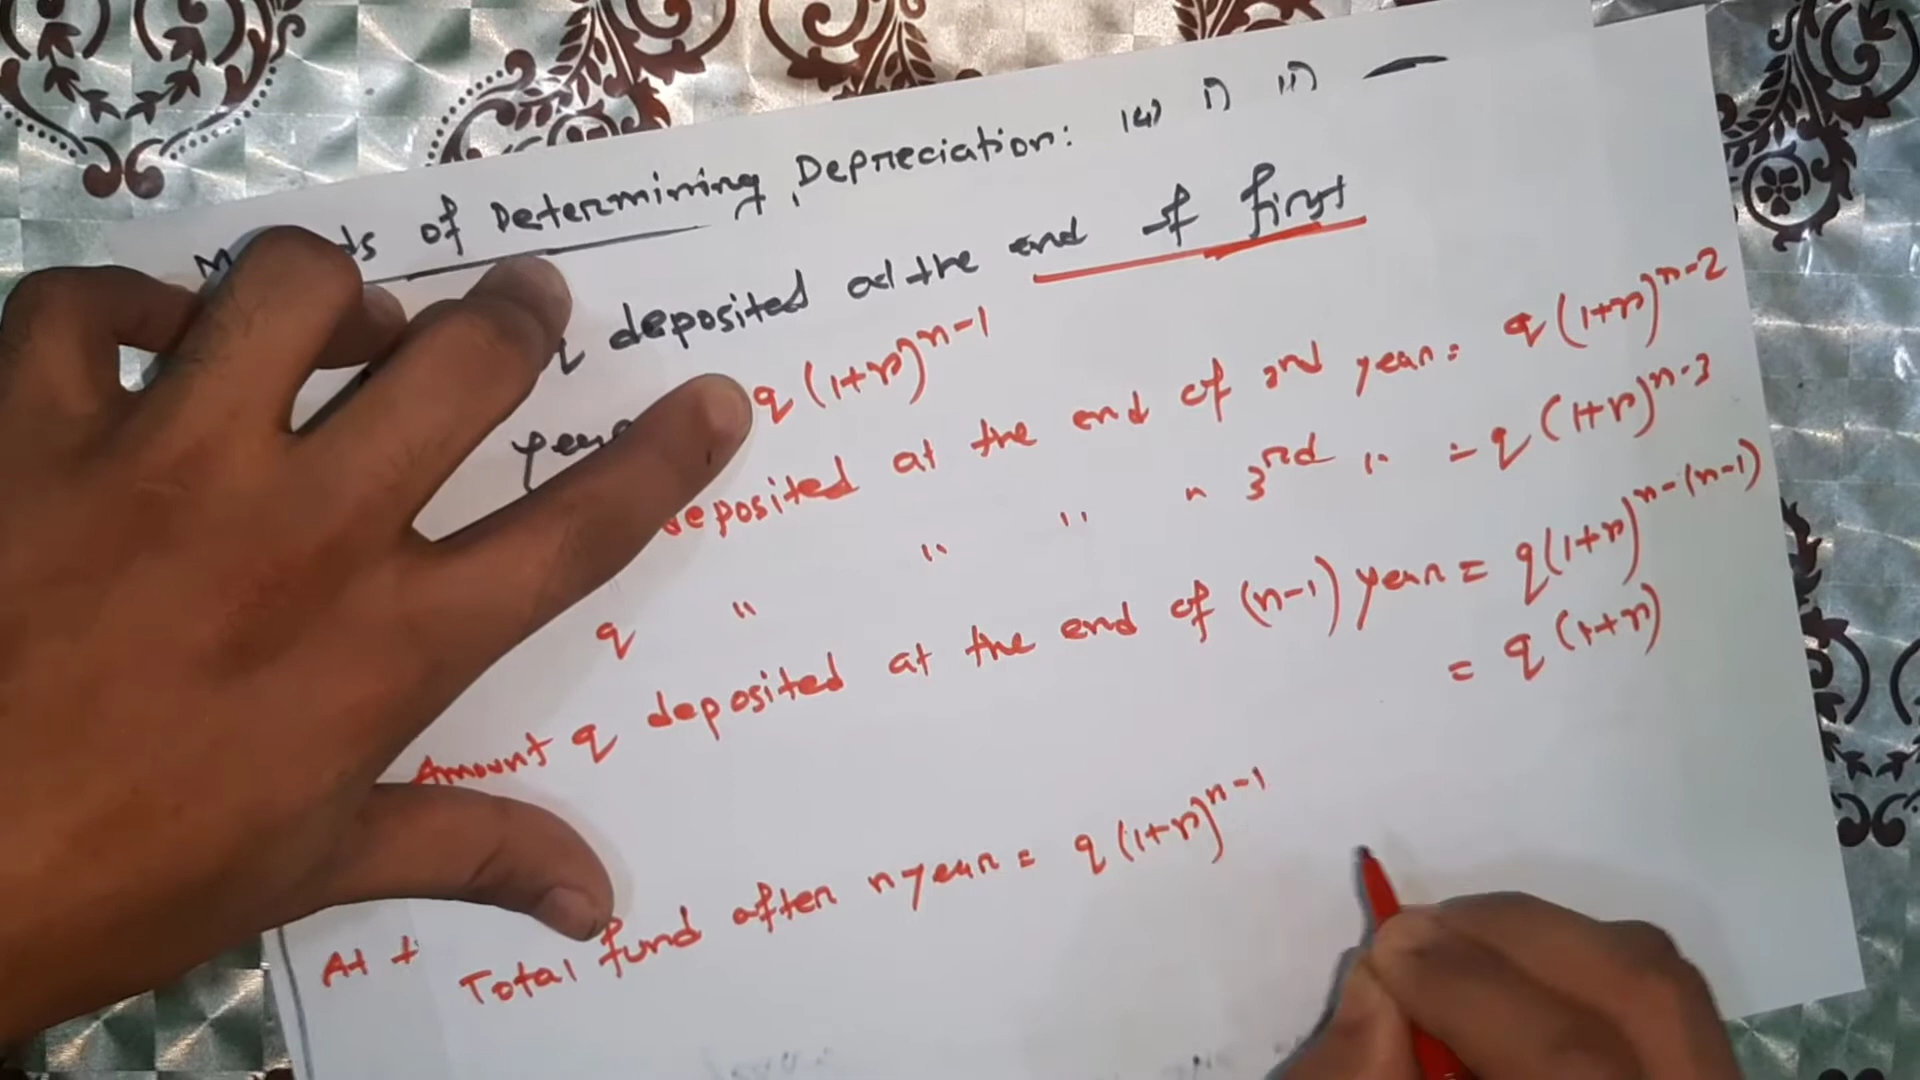 of Determining Depreciation: (4) i) ii)
q deposited at the end of first
q(1+r)^n-1
deposited at the end of 2nd year = q(1+r)^n-2
q " " " " 3rd " = q(1+r)^n-3
Amount q deposited at the end of (n-1) year = q(1+r)^n-(n-1)
= q(1+r)
At
Total fund after n year = q(1+r)^n-1